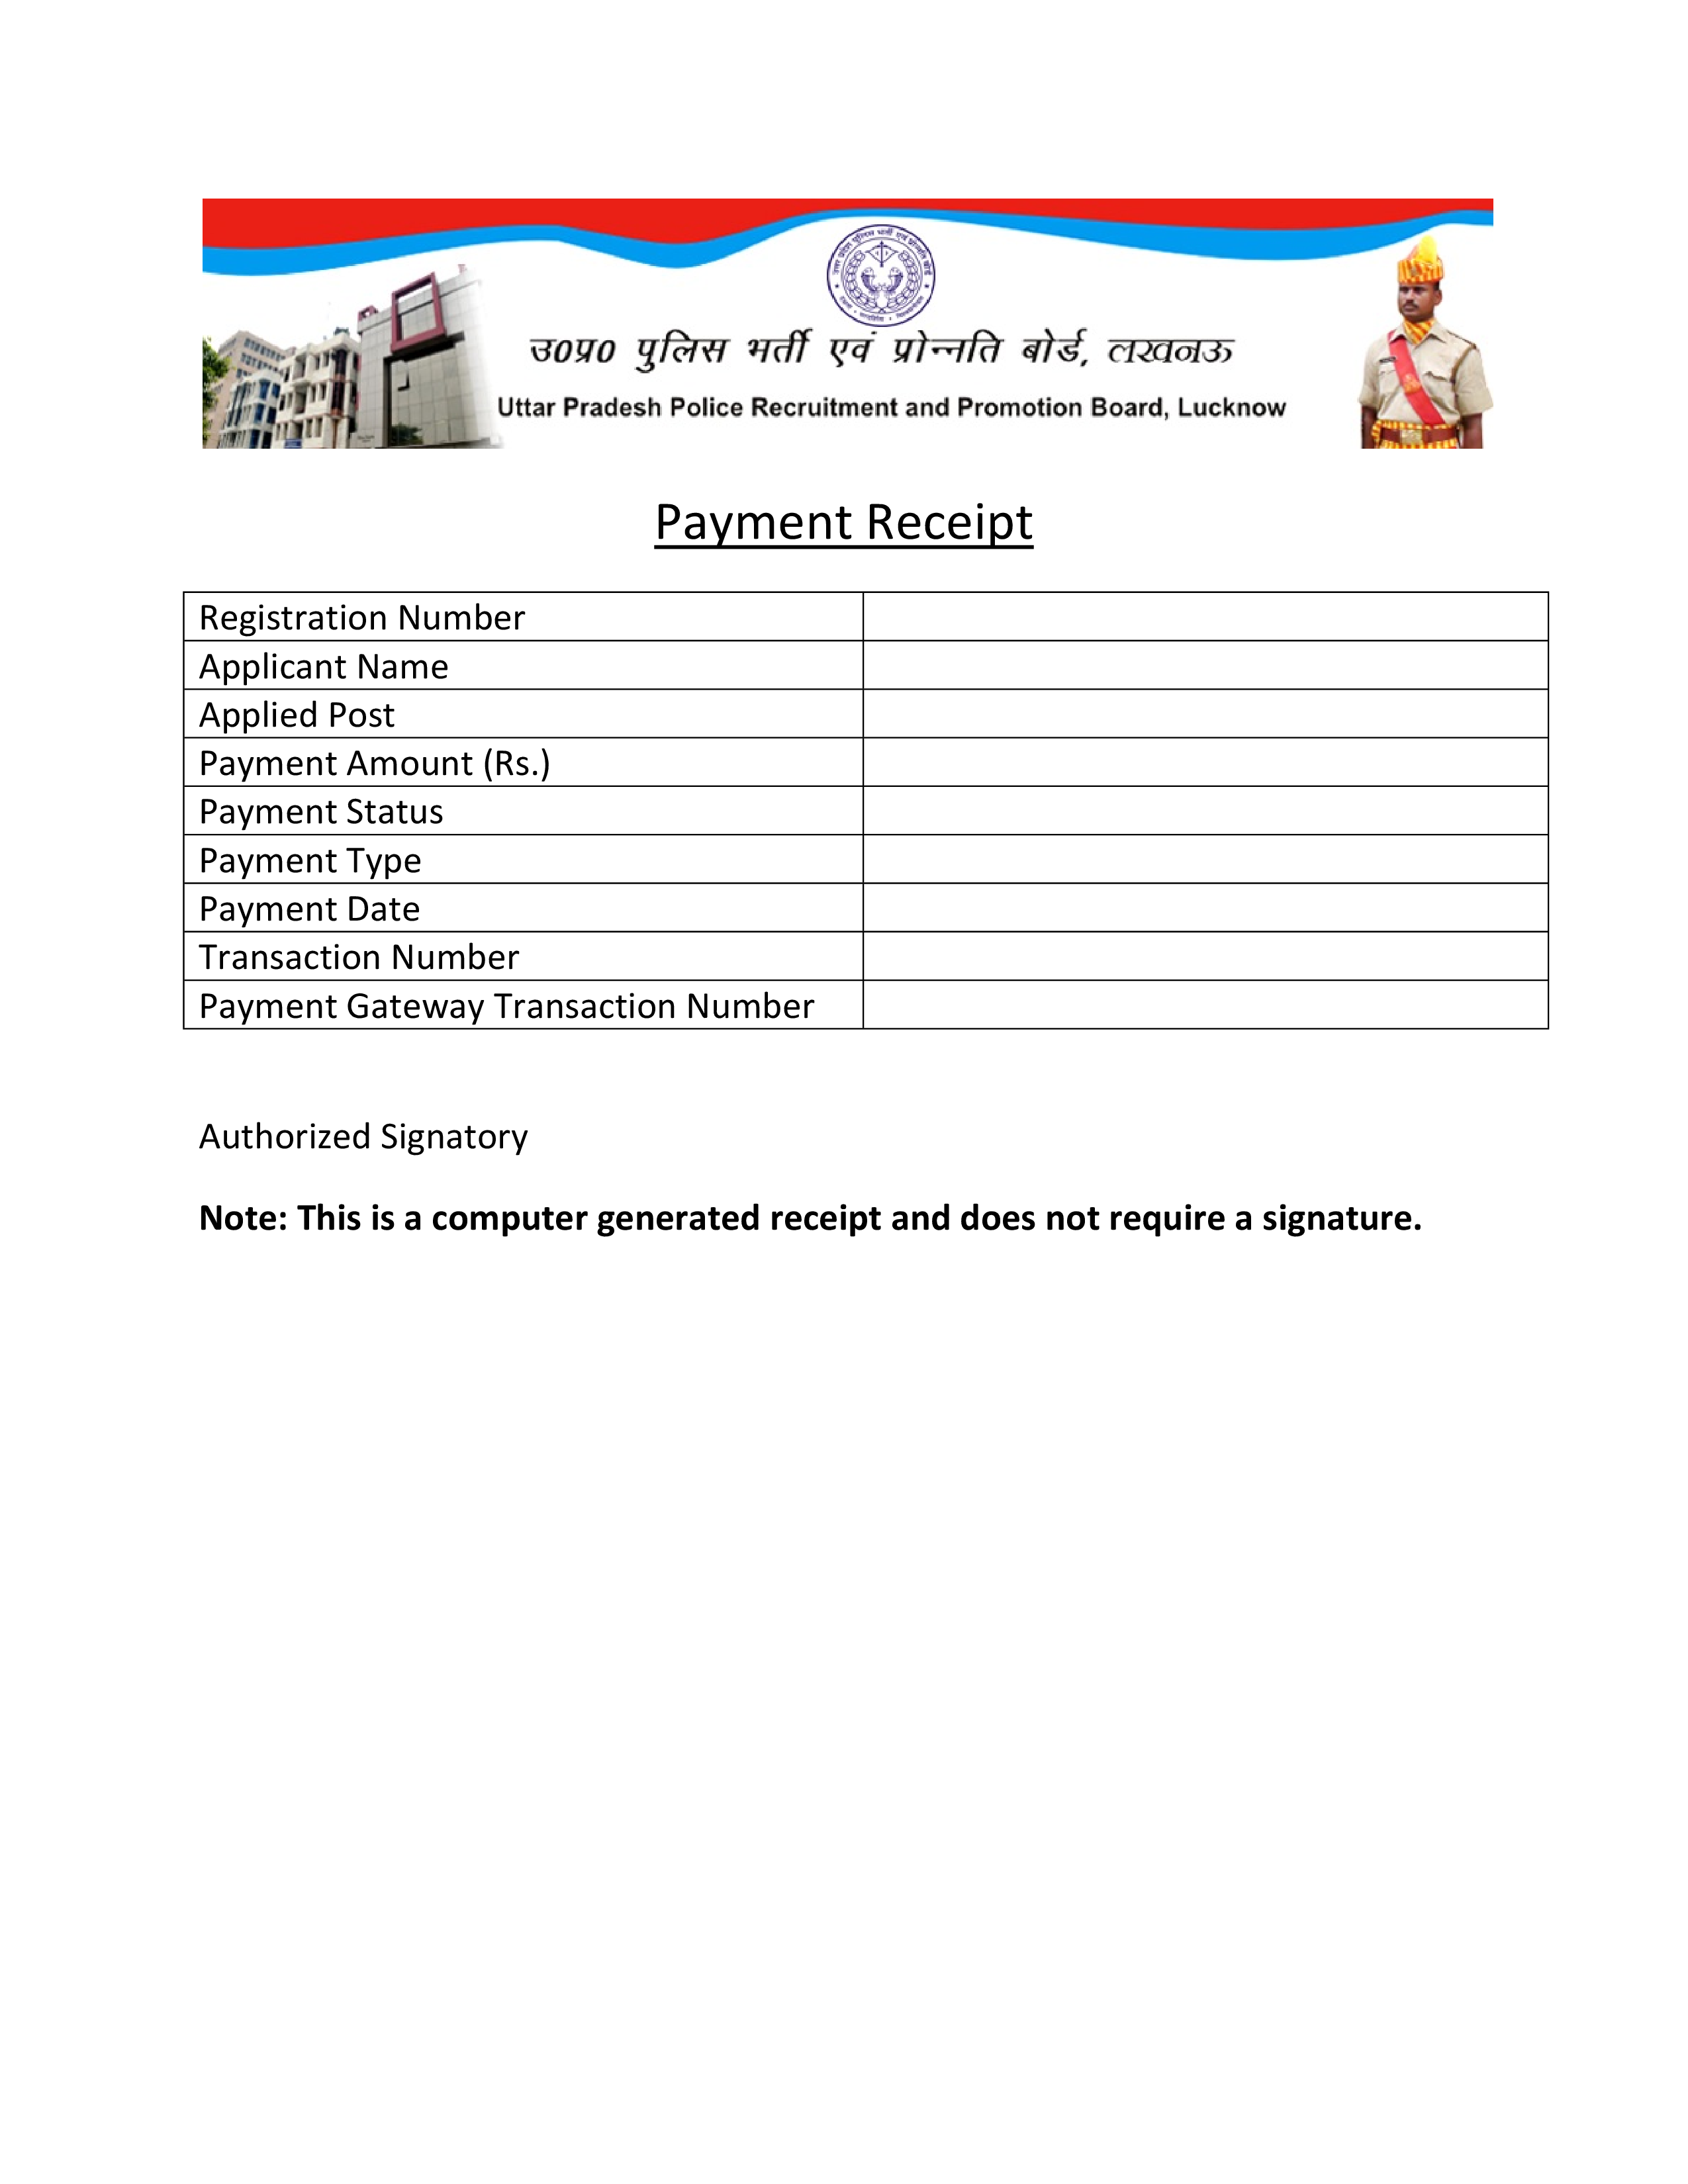 उ0प्र0 पुलिस भर्ती एवं प्रोन्नति बोर्ड, लखनऊ
Uttar Pradesh Police Recruitment and Promotion Board, Lucknow
Payment Receipt
Registration Number
Applicant Name
Applied Post
Payment Amount (Rs.)
Payment Status
Payment Type
Payment Date
Transaction Number
Payment Gateway Transaction Number
Authorized Signatory
Note: This is a computer generated receipt and does not require a signature.